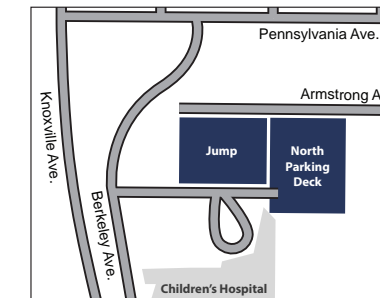 Pennsylvania Ave.
Armstrong A
Knoxville Ave.
Jump
North
Parking
Deck
Berkeley Ave.
Children's Hospital